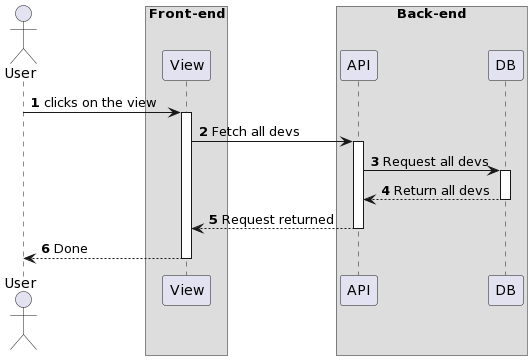 Front-end
Back-end
User
View
API
DB
1 clicks on the view
2 Fetch all devs
3 Request all devs
4 Return all devs
5 Request returned
6 Done
User
View
API
DB